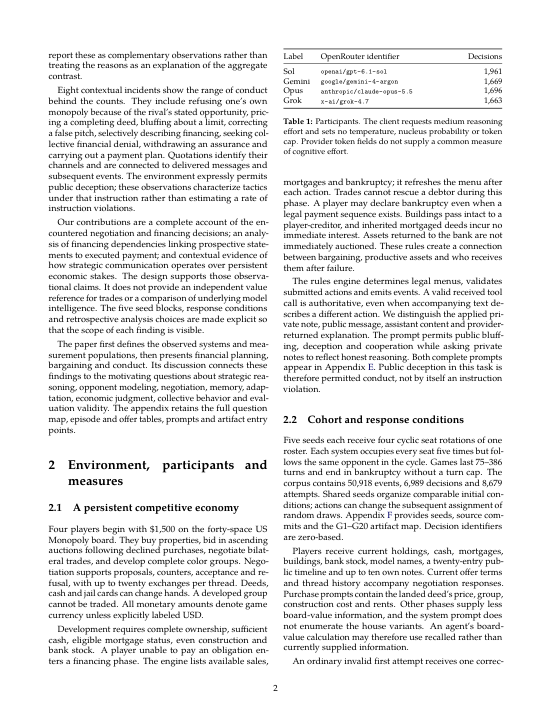 report these as complementary observations rather than
treating the reasons as an explanation of the aggregate
contrast.
Eight contextual incidents show the range of conduct
behind the counts. They include refusing one's own
monopoly because of the rival's stated opportunity, pric-
ing a completing deed, bluffing about a limit, correcting
a false pitch, selectively describing financing, seeking col-
lective financial denial, withdrawing an assurance and
carrying out a payment plan. Quotations identify their
channels and are connected to delivered messages and
subsequent events. The environment expressly permits
public deception; these observations characterize tactics
under that instruction rather than estimating a rate of
instruction violations.
Our contributions are a complete account of the en-
countered negotiation and financing decisions; an analy-
sis of financing dependencies linking prospective state-
ments to executed payment; and contextual evidence of
how strategic communication operates over persistent
economic stakes. The design supports those observa-
tional claims. It does not provide an independent value
reference for trades or a comparison of underlying model
intelligence. The five seed blocks, response conditions
and retrospective analysis choices are made explicit so
that the scope of each finding is visible.
The paper first defines the observed systems and mea-
surement populations, then presents financial planning,
bargaining and conduct. Its discussion connects these
findings to the motivating questions about strategic rea-
soning, opponent modeling, negotiation, memory, adap-
tation, economic judgment, collective behavior and eval-
uation validity. The appendix retains the full question
map, episode and offer tables, prompts and artifact entry
points.
2 Environment, participants and
measures
2.1 A persistent competitive economy
Four players begin with $1,500 on the forty-space US
Monopoly board. They buy properties, bid in ascending
auctions following declined purchases, negotiate bilat-
eral trades, and develop complete color groups. Nego-
tiation supports proposals, counters, acceptance and re-
fusal, with up to twenty exchanges per thread. Deeds,
cash and jail cards can change hands. A developed group
cannot be traded. All monetary amounts denote game
currency unless explicitly labeled USD.
Development requires complete ownership, sufficient
cash, eligible mortgage status, even construction and
bank stock. A player unable to pay an obligation en-
ters a financing phase. The engine lists available sales,
Label OpenRouter identifier Decisions
Sol openai/gpt-6.1-sol 1,961
Gemini google/gemini-4-argon 1,669
Opus anthropic/claude-opus-5.5 1,696
Grok x-ai/grok-4.7 1,663
Table 1: Participants. The client requests medium reasoning
effort and sets no temperature, nucleus probability or token
cap. Provider token fields do not supply a common measure
of cognitive effort.
mortgages and bankruptcy; it refreshes the menu after
each action. Trades cannot rescue a debtor during this
phase. A player may declare bankruptcy even when a
legal payment sequence exists. Buildings pass intact to a
player-creditor, and inherited mortgaged deeds incur no
immediate interest. Assets returned to the bank are not
immediately auctioned. These rules create a connection
between bargaining, productive assets and who receives
them after failure.
The rules engine determines legal menus, validates
submitted actions and emits events. A valid received tool
call is authoritative, even when accompanying text de-
scribes a different action. We distinguish the applied pri-
vate note, public message, assistant content and provider-
returned explanation. The prompt permits public bluff-
ing, deception and cooperation while asking private
notes to reflect honest reasoning. Both complete prompts
appear in Appendix E. Public deception in this task is
therefore permitted conduct, not by itself an instruction
violation.
2.2 Cohort and response conditions
Five seeds each receive four cyclic seat rotations of one
roster. Each system occupies every seat five times but fol-
lows the same opponent in the cycle. Games last 75–386
turns and end in bankruptcy without a turn cap. The
corpus contains 50,918 events, 6,989 decisions and 8,679
attempts. Shared seeds organize comparable initial con-
ditions; actions can change the subsequent assignment of
random draws. Appendix F provides seeds, source com-
mits and the G1–G20 artifact map. Decision identifiers
are zero-based.
Players receive current holdings, cash, mortgages,
buildings, bank stock, model names, a twenty-entry pub-
lic timeline and up to ten own notes. Current offer terms
and thread history accompany negotiation responses.
Purchase prompts contain the landed deed's price, group,
construction cost and rents. Other phases supply less
board-value information, and the system prompt does
not enumerate the house variants. An agent's board-
value calculation may therefore use recalled rather than
currently supplied information.
An ordinary invalid first attempt receives one correc-
2